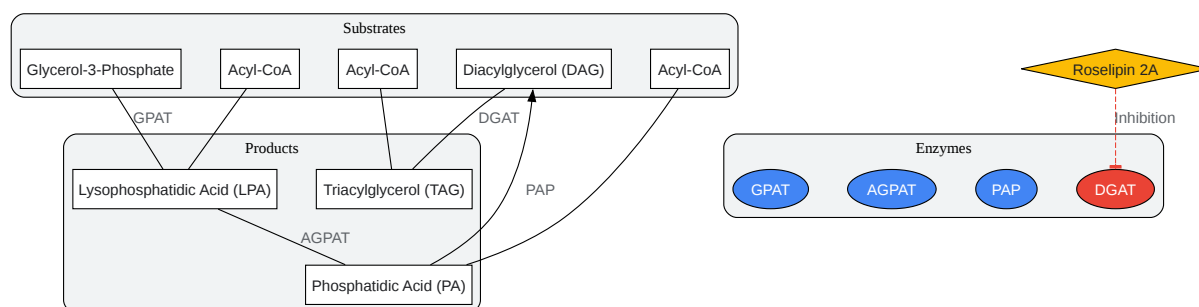 Substrates
Glycerol-3-Phosphate
Acyl-CoA
Acyl-CoA
Diacylglycerol (DAG)
Acyl-CoA
Roselipin 2A
GPAT
DGAT
Inhibition
Products
Enzymes
Lysophosphatidic Acid (LPA)
Triacylglycerol (TAG)
PAP
GPAT
AGPAT
PAP
DGAT
AGPAT
Phosphatidic Acid (PA)